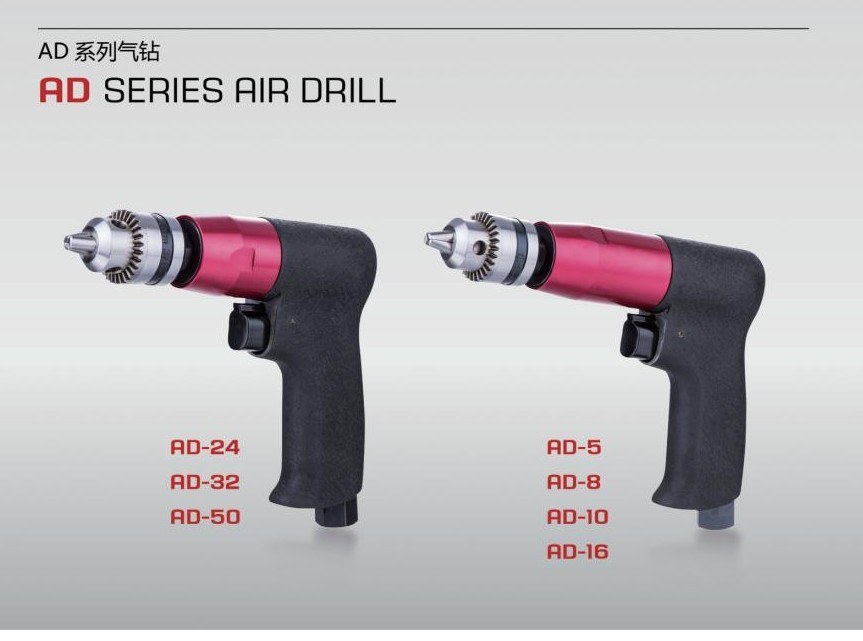 AD 系列气钻
AD SERIES AIR DRILL
AD-24
AD-32
AD-50
AD-5
AD-8
AD-10
AD-16